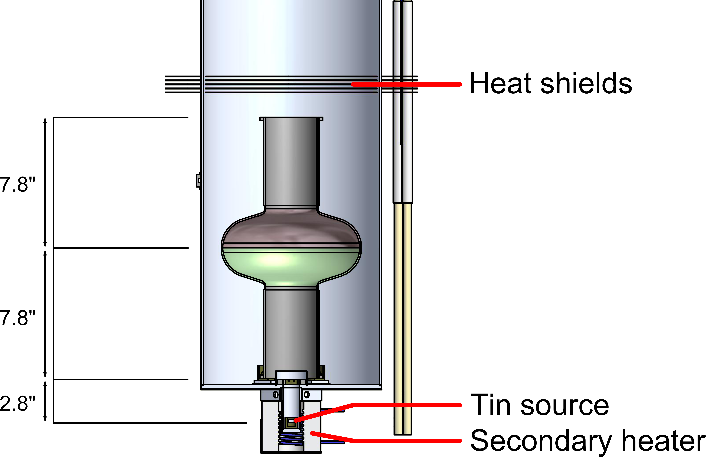 Heat shields
7.8"
7.8"
2.8"
Tin source
Secondary heater